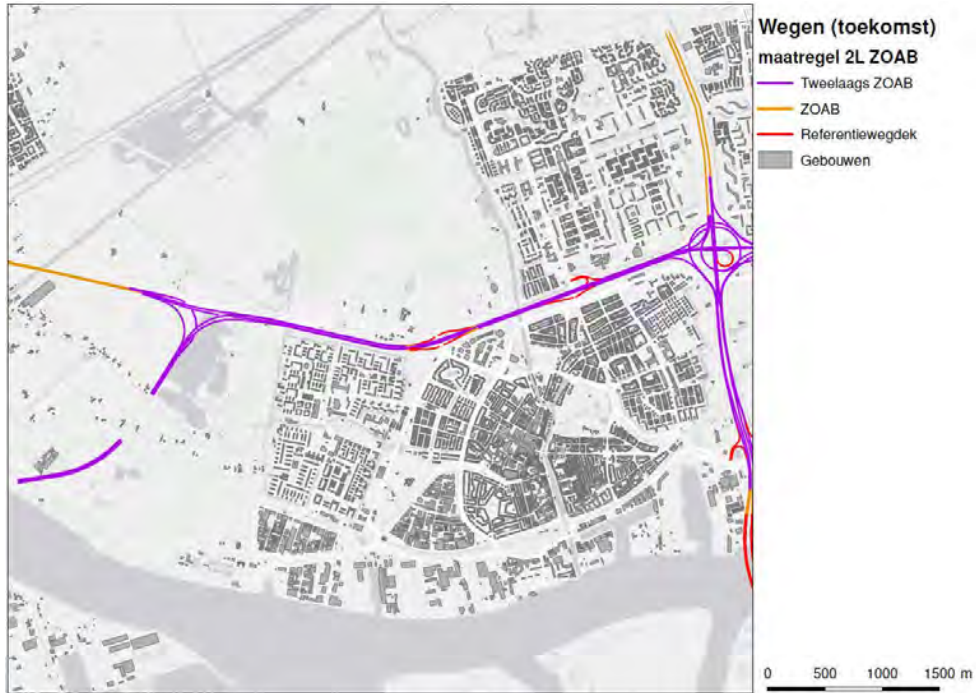 Wegen (toekomst)
maatregel 2L ZOAB
Tweelaags ZOAB
ZOAB
Referentiewegdek
Gebouwen
0 500 1000 1500 m